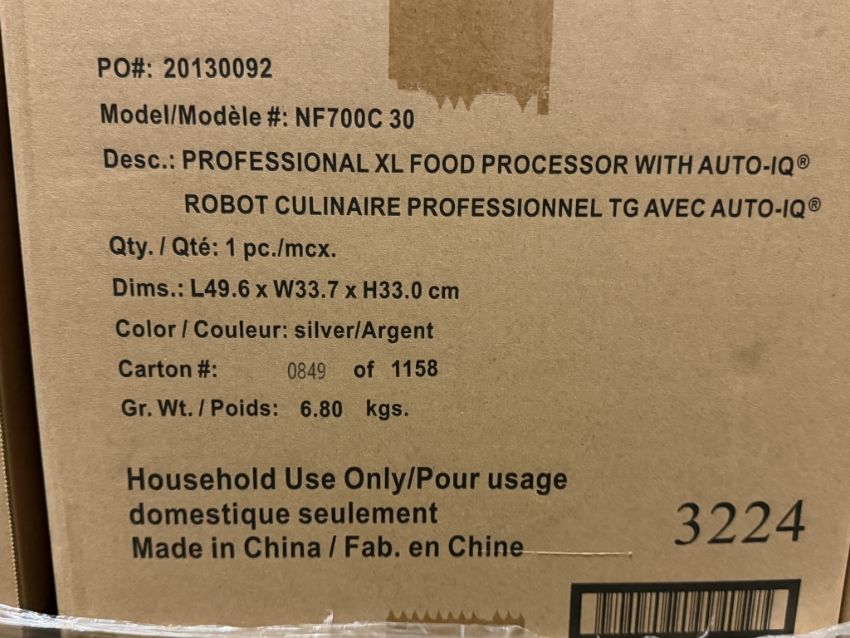 PO#: 20130092
Model/Modèle #: NF700C 30
Desc.: PROFESSIONAL XL FOOD PROCESSOR WITH AUTO-IQ®
ROBOT CULINAIRE PROFESSIONNEL TG AVEC AUTO-IQ®
Qty. / Qté: 1 pc./mcx.
Dims.: L49.6 x W33.7 x H33.0 cm
Color / Couleur: silver/Argent
Carton #: 0849 of 1158
Gr. Wt. / Poids: 6.80 kgs.
Household Use Only/Pour usage
domestique seulement
Made in China / Fab. en Chine
3224